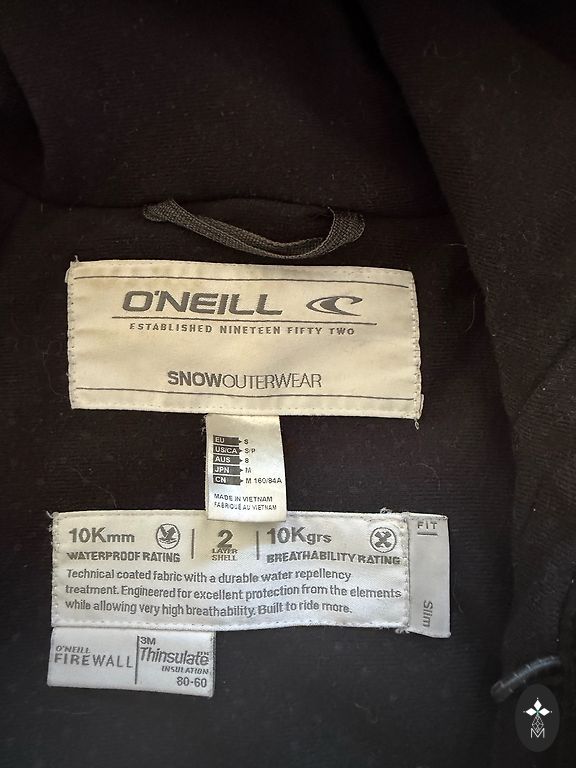 O'NEILL
ESTABLISHED NINETEEN FIFTY TWO
SNOWOUTERWEAR
EU S
US/CA S/P
AUS 8
JPN M
CN M 160/84A
MADE IN VIETNAM
FABRIQUÉ AU VIETNAM
10Kmm
WATERPROOF RATING
2
LAYER
SHELL
10Kgrs
BREATHABILITY RATING
Technical coated fabric with a durable water repellency
treatment. Engineered for excellent protection from the elements
while allowing very high breathability. Built to ride more.
FIT
Slim
O'NEILL
FIREWALL
3M
Thinsulate™
INSULATION
80-60
M